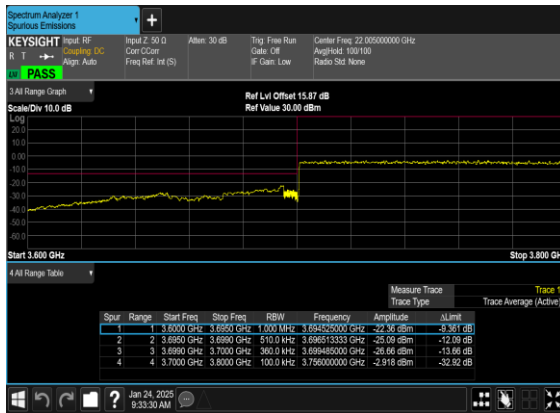 Spectrum Analyzer 1
Spurious Emissions
+
KEYSIGHT Input: RF Input Z: 50 Ω Atten: 30 dB Trig: Free Run Center Freq: 22.005000000 GHz
R T Coupling: DC Corr CCorr Gate: Off Avg|Hold: 100/100
Align: Auto Freq Ref: Int (S) IF Gain: Low Radio Std: None
PASS
3 All Range Graph
Ref Lvl Offset 15.87 dB
Scale/Div 10.0 dB Ref Value 30.00 dBm
Log
20.0
10.0
0.00
-10.0
-20.0
-30.0
-40.0
-50.0
-60.0
Start 3.600 GHz Stop 3.800 GH
4 All Range Table
Measure Trace Trace 1
Trace Type Trace Average (Active)
Spur Range Start Freq Stop Freq RBW Frequency Amplitude ΔLimit
1 1 3.6000 GHz 3.6950 GHz 1.000 MHz 3.694525000 GHz -22.36 dBm -9.361 dB
2 2 3.6950 GHz 3.6990 GHz 510.0 kHz 3.696513333 GHz -25.09 dBm -12.09 dB
3 3 3.6990 GHz 3.7000 GHz 360.0 kHz 3.699485000 GHz -26.66 dBm -13.66 dB
4 4 3.7000 GHz 3.8000 GHz 100.0 kHz 3.756000000 GHz -2.918 dBm -32.92 dB
? Jan 24, 2025
9:33:30 AM